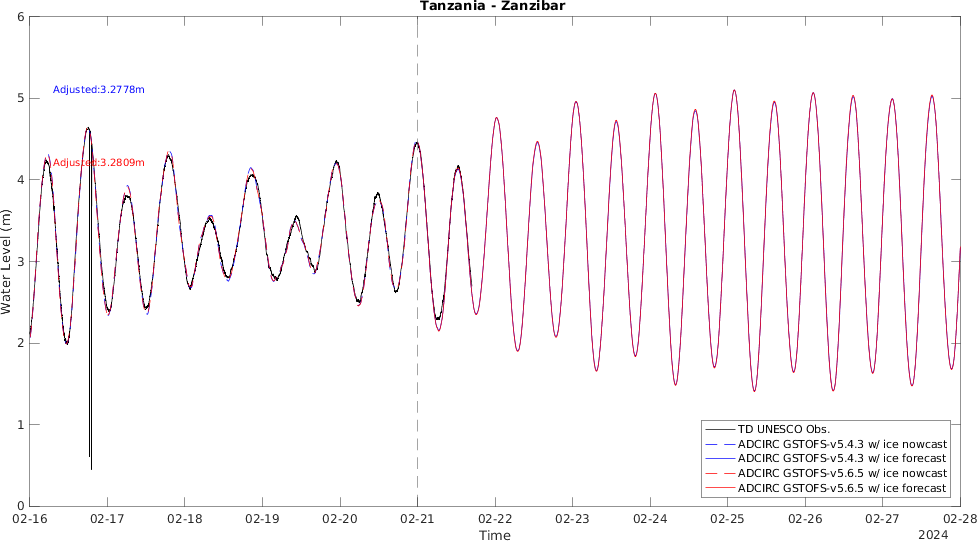 Tanzania - Zanzibar
6
5
4
3
2
1
0
Water Level (m)
Adjusted:3.2778m
Adjusted:3.2809m
TD UNESCO Obs.
ADCIRC GSTOFS-v5.4.3 w/ ice nowcast
ADCIRC GSTOFS-v5.4.3 w/ ice forecast
ADCIRC GSTOFS-v5.6.5 w/ ice nowcast
ADCIRC GSTOFS-v5.6.5 w/ ice forecast
02-16 02-17 02-18 02-19 02-20 02-21 02-22 02-23 02-24 02-25 02-26 02-27 02-28
Time
2024